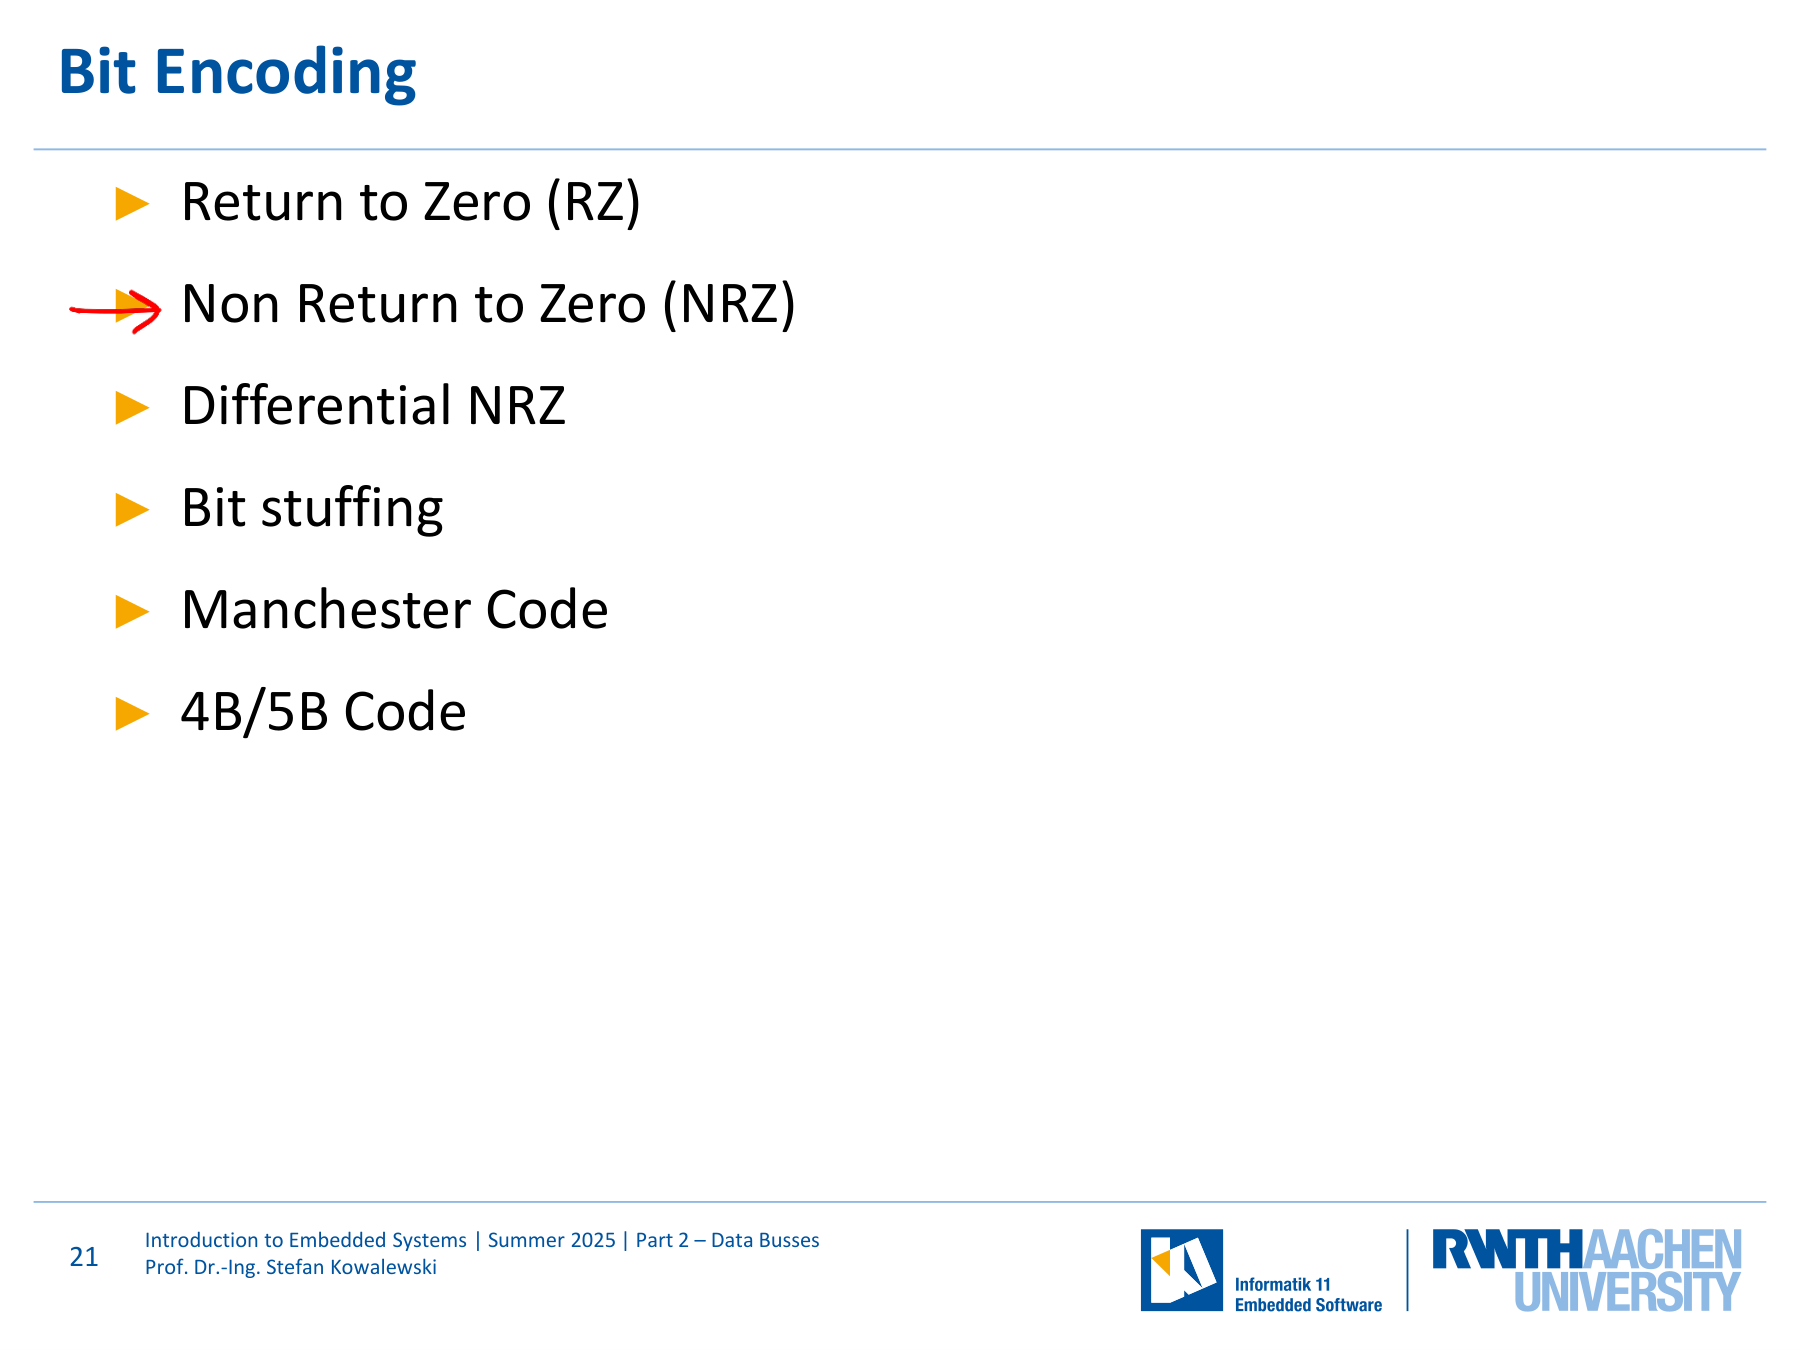 Bit Encoding
Return to Zero (RZ)
Non Return to Zero (NRZ)
Differential NRZ
Bit stuffing
Manchester Code
4B/5B Code
21
Introduction to Embedded Systems | Summer 2025 | Part 2 – Data Busses
Prof. Dr.-Ing. Stefan Kowalewski
Informatik 11
Embedded Software
RWTHAACHEN
UNIVERSITY